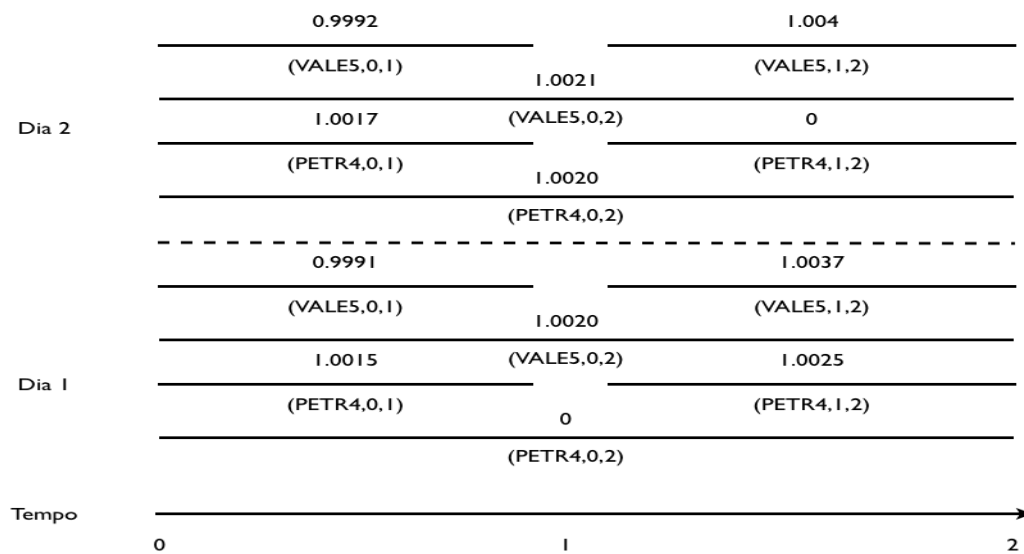 0.9992 1.004
(VALE5,0,1) (VALE5,1,2)
1.0021
1.0017 (VALE5,0,2) 0
Dia 2
(PETR4,0,1) (PETR4,1,2)
1.0020
(PETR4,0,2)
0.9991 1.0037
(VALE5,0,1) (VALE5,1,2)
1.0020
1.0015 (VALE5,0,2) 1.0025
Dia 1
(PETR4,0,1) (PETR4,1,2)
0
(PETR4,0,2)
Tempo
0 1 2